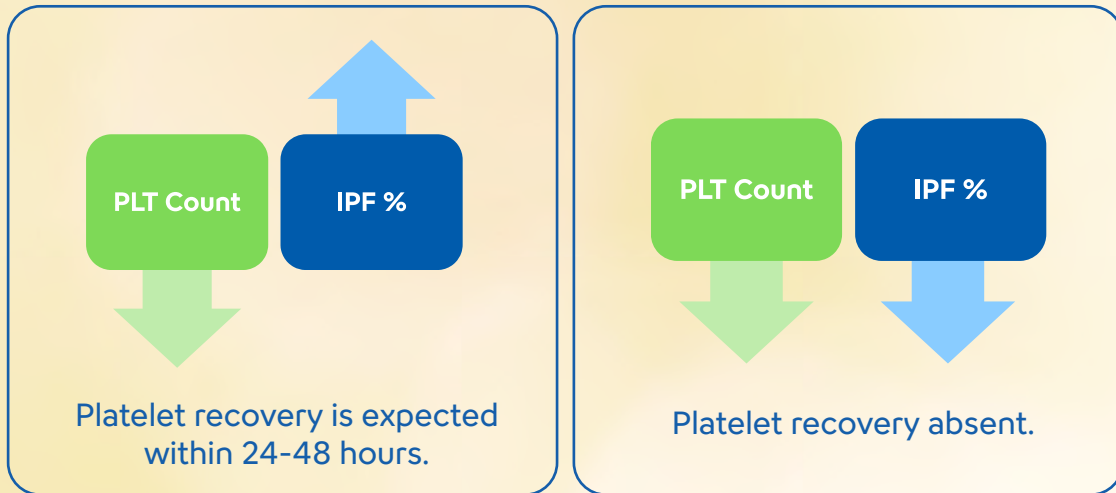 PLT Count
IPF %
Platelet recovery is expected
within 24-48 hours.
PLT Count
IPF %
Platelet recovery absent.